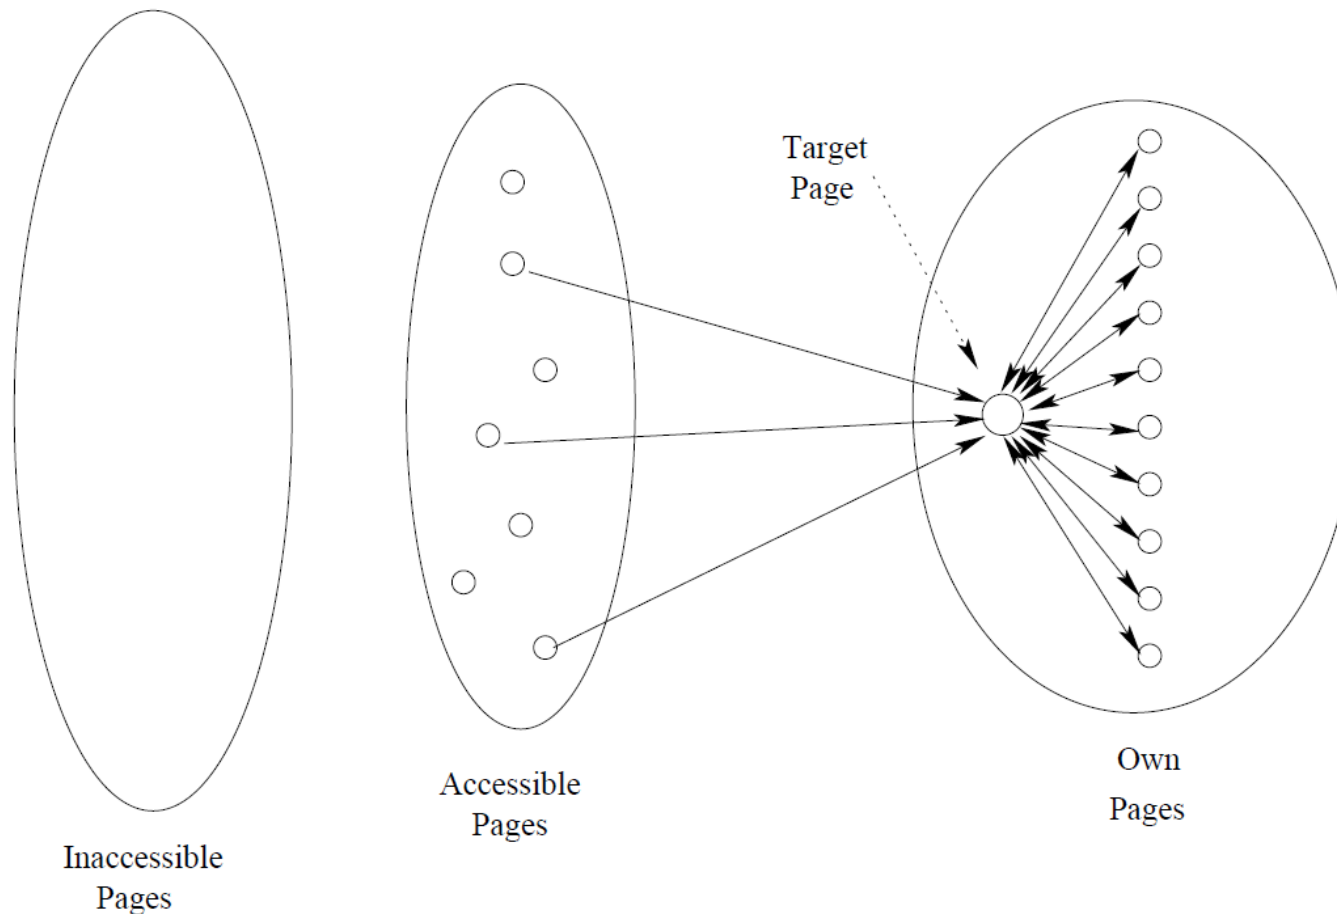 Target
Page
Own
Pages
Accessible
Pages
Inaccessible
Pages